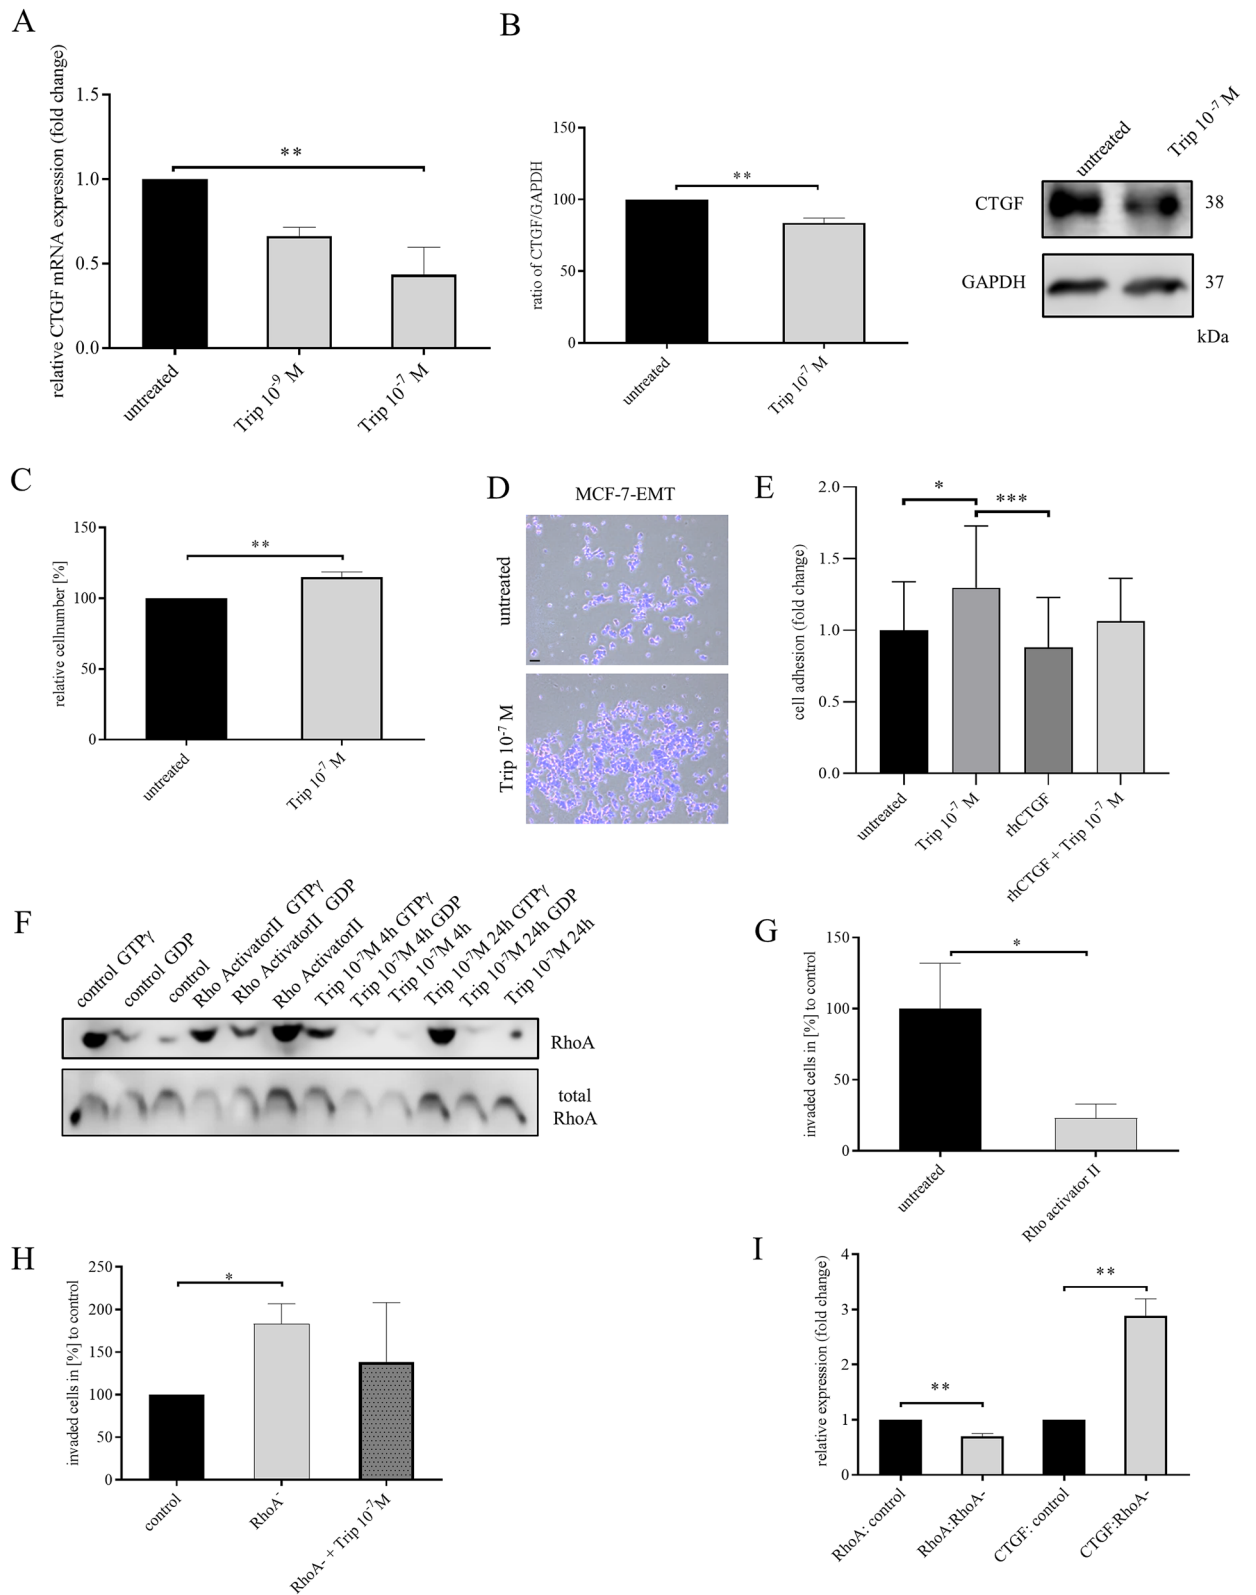 A
relative CTGF mRNA expression (fold change)
1.5
1.0
0.5
0.0
**
untreated
Trip 10⁻⁹ M
Trip 10⁻⁷ M
B
ratio of CTGF/GAPDH
150
100
50
0
**
untreated
Trip 10⁻⁷ M
untreated
Trip 10⁻⁷ M
CTGF
38
GAPDH
37
kDa
C
relative cellnumber [%]
150
100
50
0
**
untreated
Trip 10⁻⁷ M
D
MCF-7-EMT
untreated
Trip 10⁻⁷ M
E
cell adhesion (fold change)
2.0
1.5
1.0
0.5
0.0
*
***
untreated
Trip 10⁻⁷ M
rhCTGF
rhCTGF + Trip 10⁻⁷ M
F
control GTPγ
control GDP
control
Rho ActivatorII GTPγ
Rho ActivatorII GDP
Rho ActivatorII
Trip 10⁻⁷M 4h GTPγ
Trip 10⁻⁷M 4h GDP
Trip 10⁻⁷M 4h
Trip 10⁻⁷M 24h GTPγ
Trip 10⁻⁷M 24h GDP
Trip 10⁻⁷M 24h
RhoA
total
RhoA
G
invaded cells in [%] to control
150
100
50
0
*
untreated
Rho activator II
H
invaded cells in [%] to control
250
200
150
100
50
0
*
control
RhoA⁻
RhoA- + Trip 10⁻⁷M
I
relative expression (fold change)
4
3
2
1
0
**
**
RhoA: control
RhoA:RhoA-
CTGF: control
CTGF:RhoA-